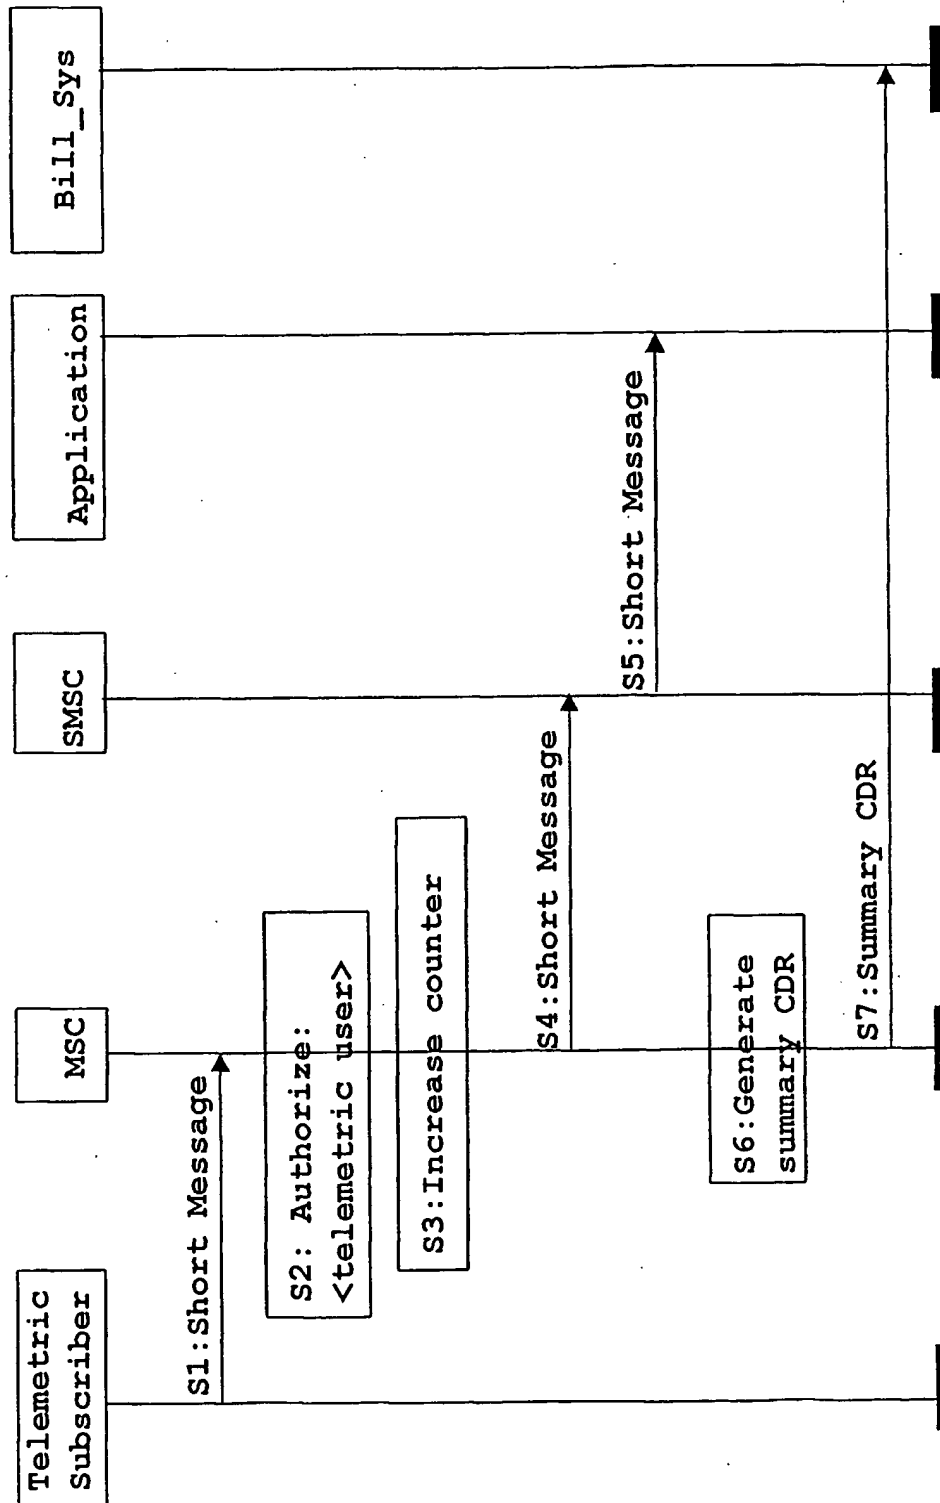 Telemetric
Subscriber
MSC
SMSC
Application
Bill_Sys
S1:Short Message
S2: Authorize:
<telemetric user>
S3:Increase counter
S4:Short Message
S5:Short Message
S6:Generate
summary CDR
S7:Summary CDR